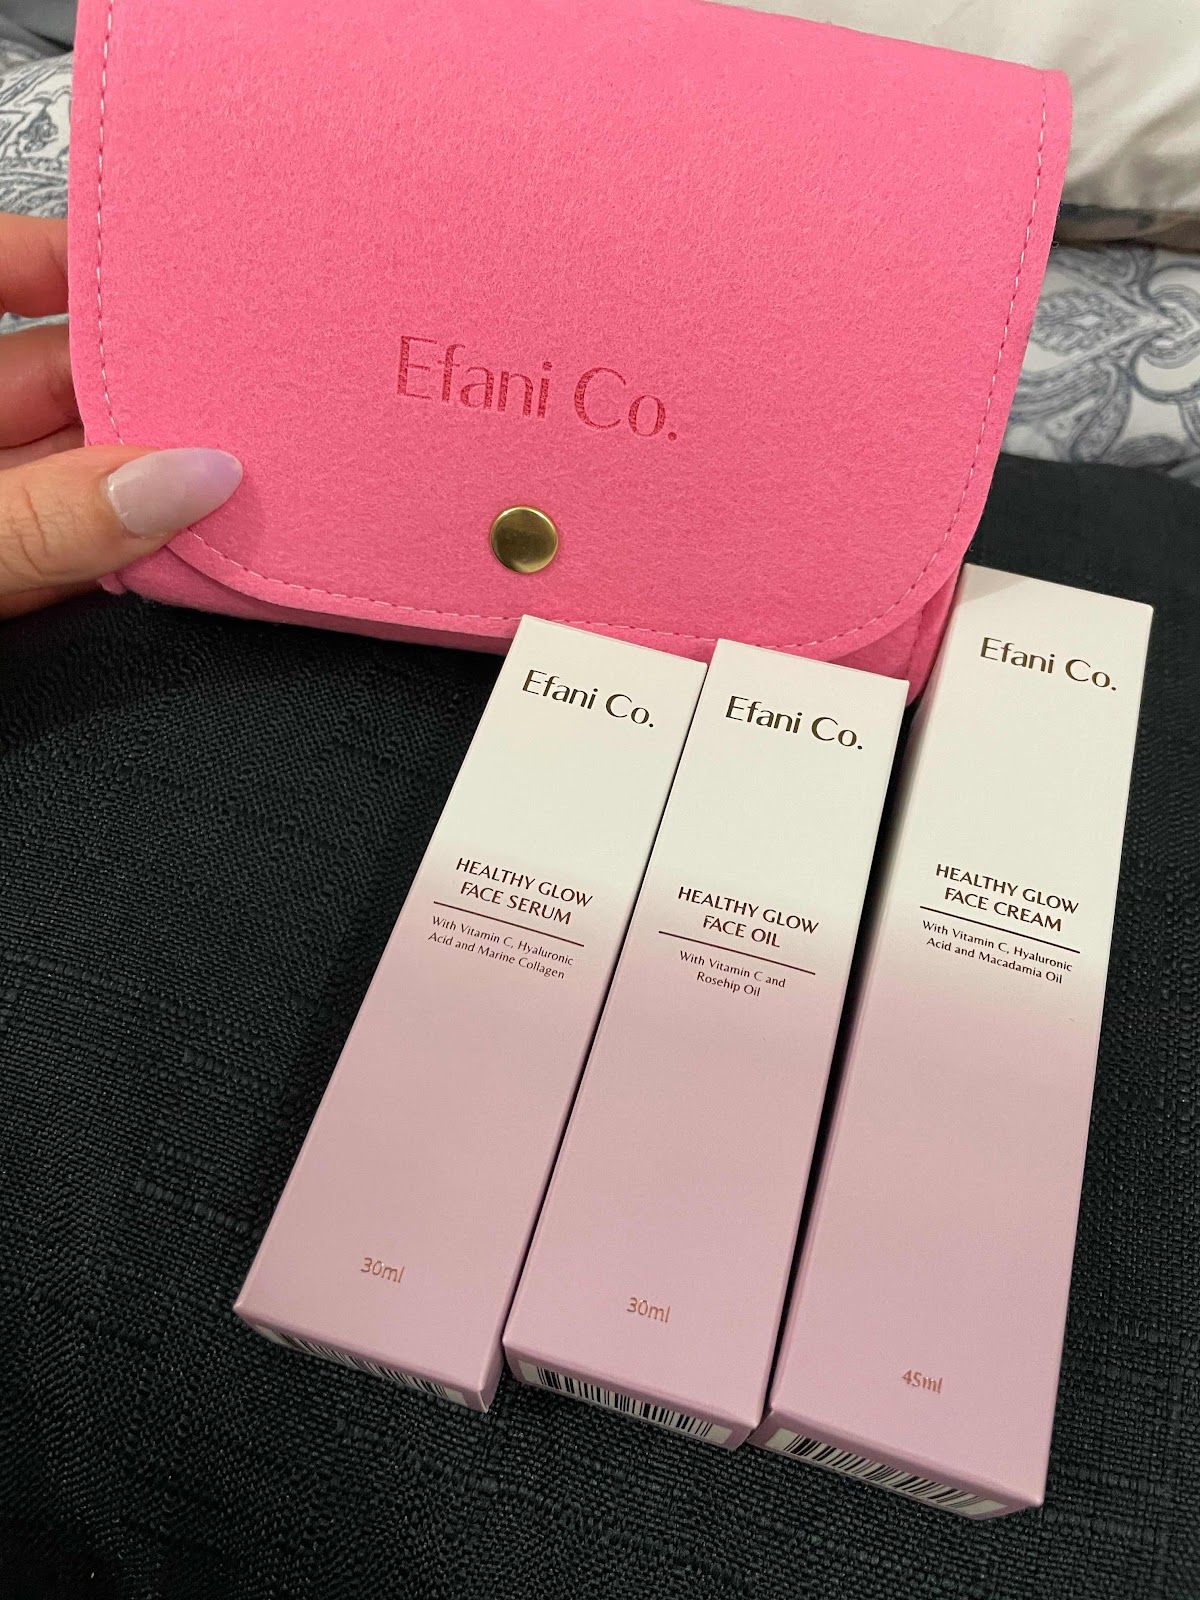 Efani Co.
Efani Co.
HEALTHY GLOW
FACE SERUM
With Vitamin C, Hyaluronic
Acid and Marine Collagen
30ml
Efani Co.
HEALTHY GLOW
FACE OIL
With Vitamin C and
Rosehip Oil
30ml
Efani Co.
HEALTHY GLOW
FACE CREAM
With Vitamin C, Hyaluronic
Acid and Macadamia Oil
45ml